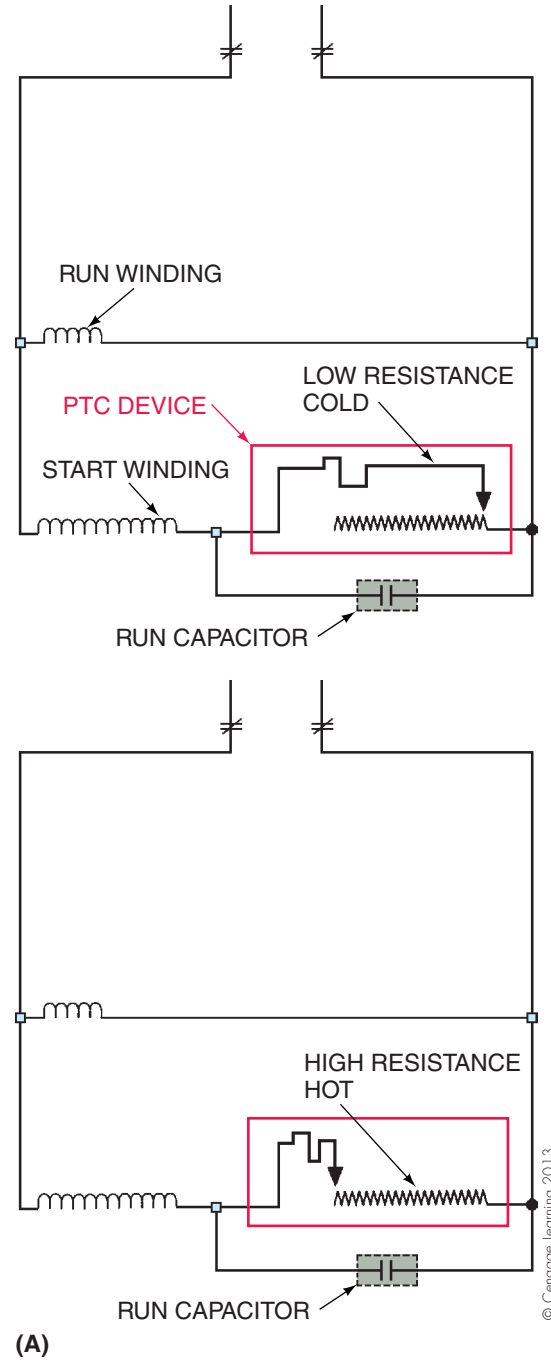 RUN WINDING
LOW RESISTANCE
COLD
PTC DEVICE
START WINDING
RUN CAPACITOR
HIGH RESISTANCE
HOT
RUN CAPACITOR
© Cengage learning 2013
(A)